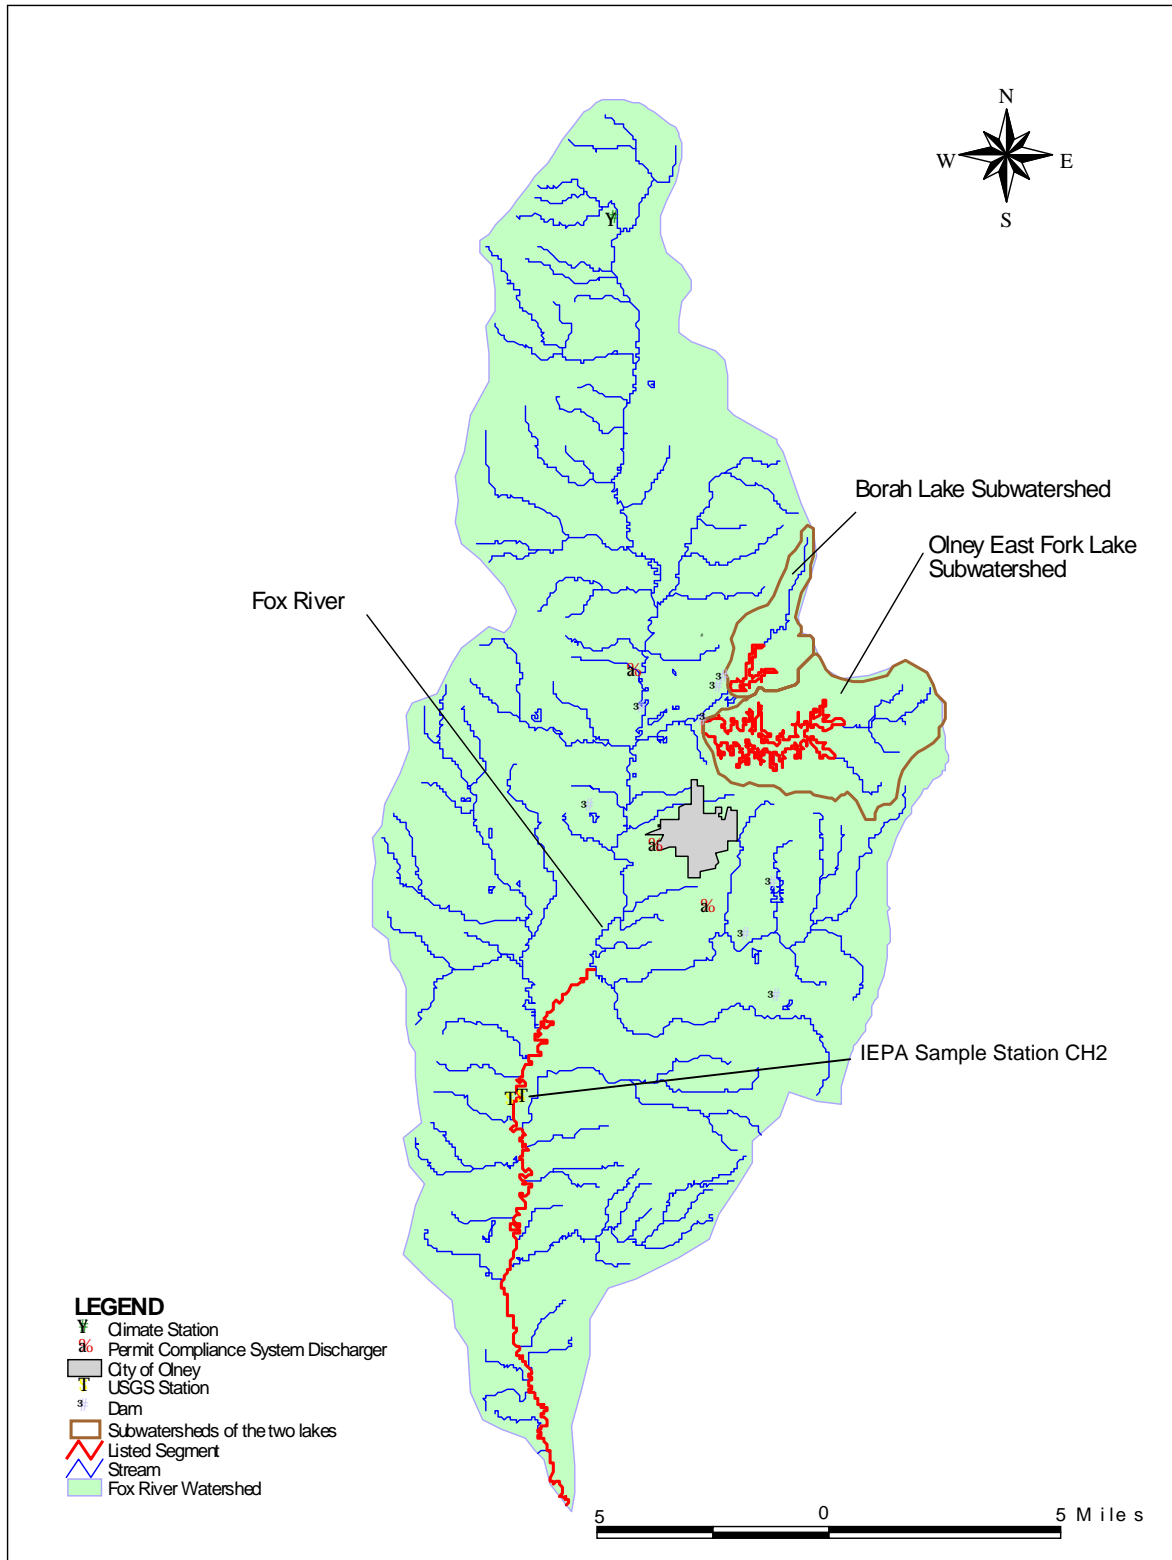 N
W E
S
Borah Lake Subwatershed
Olney East Fork Lake
Subwatershed
Fox River
IEPA Sample Station CH2
LEGEND
Climate Station
Permit Compliance System Discharger
City of Olney
USGS Station
Dam
Subwatersheds of the two lakes
Listed Segment
Stream
Fox River Watershed
5 0 5 Miles